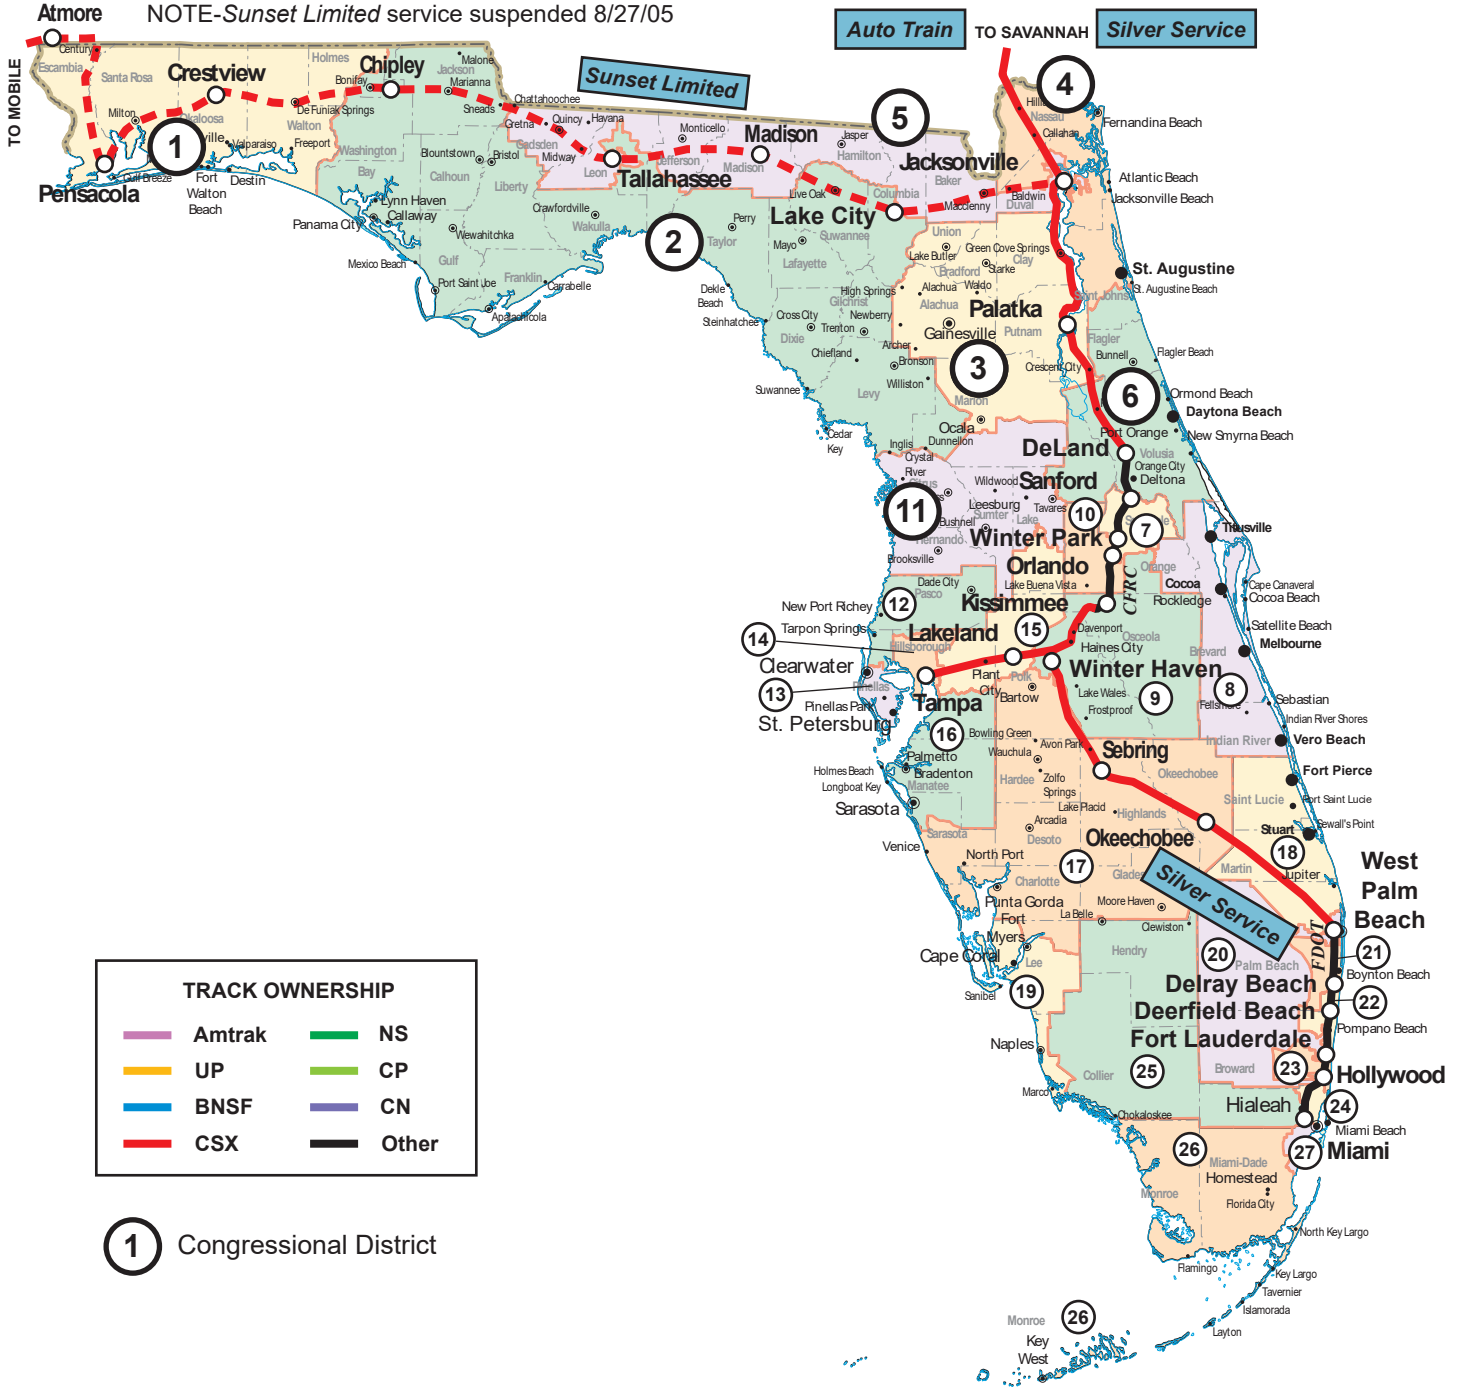 Atmore
NOTE-Sunset Limited service suspended 8/27/05
Auto Train
TO SAVANNAH
Silver Service
TO MOBILE
Century
Escambia
Santa Rosa
Crestview
Holmes
Chipley
Bonifay
Jackson
Malone
Marianna
Sunset Limited
Milton
Okaloosa
De Funiak Springs
Walton
Sneads
Chattahoochee
Gretna
Quincy
Havana
Gadsden
Midway
1
Valparaiso
Freeport
Gulf Breeze
Pensacola
Fort
Walton
Beach
Destin
Washington
Bay
Blountstown
Bristol
Calhoun
Liberty
Leon
Tallahassee
Jefferson
Monticello
Madison
Madison
5
Jasper
Hamilton
Jacksonville
4
Nassau
Callahan
Fernandina Beach
Atlantic Beach
Jacksonville Beach
Baker
Baldwin
Duval
Macclenny
Columbia
Live Oak
Lake City
Lynn Haven
Callaway
Panama City
Wewahitchka
Mexico Beach
Gulf
Port Saint Joe
Franklin
Apalachicola
Carrabelle
Crawfordville
Wakulla
2
Perry
Taylor
Mayo
Suwannee
Lafayette
Dekle
Beach
Steinhatchee
High Springs
Gilchrist
Cross City
Trenton
Newberry
Dixie
Chiefland
Archer
Bronson
Williston
Suwannee
Levy
Cedar
Key
Union
Lake Butler
Bradford
Starke
Green Cove Springs
Clay
Alachua
Waldo
Alachua
Gainesville
Palatka
Putnam
Saint Johns
St. Augustine
St. Augustine Beach
3
Crescent City
Marion
Ocala
Flagler
Bunnell
Flagler Beach
6
Ormond Beach
Daytona Beach
Port Orange
New Smyrna Beach
DeLand
Volusia
Orange City
Deltona
Inglis
Dunnellon
Crystal
River
Citrus
11
Wildwood
Leesburg
Sumter
Bushnell
Hernando
Brooksville
Sanford
Tavares
Lake
10
7
Winter Park
Orlando
Lake Buena Vista
Orange
CFRC
Kissimmee
Titusville
Cocoa
Rockledge
Cape Canaveral
Cocoa Beach
Satellite Beach
Melbourne
Brevard
Dade City
Pasco
12
New Port Richey
Tarpon Springs
14
Lakeland
15
Hillsborough
Davenport
Haines City
Osceola
Clearwater
13
Pinellas
Pinellas Park
St. Petersburg
Tampa
16
Plant
City
Polk
Bartow
Winter Haven
Lake Wales
Frostproof
9
8
Fellsmere
Sebastian
Indian River Shores
Indian River
Vero Beach
Bowling Green
Wauchula
Avon Park
Sebring
Okeechobee
Palmetto
Bradenton
Holmes Beach
Longboat Key
Manatee
Sarasota
Hardee
Zolfo
Springs
Lake Placid
Highlands
Fort Pierce
Saint Lucie
Port Saint Lucie
Sewall's Point
Stuart
18
Martin
Jupiter
Sarasota
Venice
Arcadia
Desoto
Okeechobee
North Port
17
Charlotte
Glades
Silver Service
Punta Gorda
Moore Haven
La Belle
Clewiston
West
Palm
Beach
Fort
Myers
Cape Coral
Lee
Sanibel
19
Hendry
20
Palm Beach
FDOT
21
Boynton Beach
Delray Beach
22
Deerfield Beach
Pompano Beach
Fort Lauderdale
Naples
Collier
25
Broward
23
Hollywood
Marco
Hialeah
24
Chokoloskee
Miami Beach
26
27
Miami
Miami-Dade
Homestead
Florida City
Monroe
North Key Largo
Flamingo
Key Largo
Tavernier
Islamorada
Layton
Monroe
26
Key
West
TRACK OWNERSHIP
Amtrak
NS
UP
CP
BNSF
CN
CSX
Other
1
Congressional District